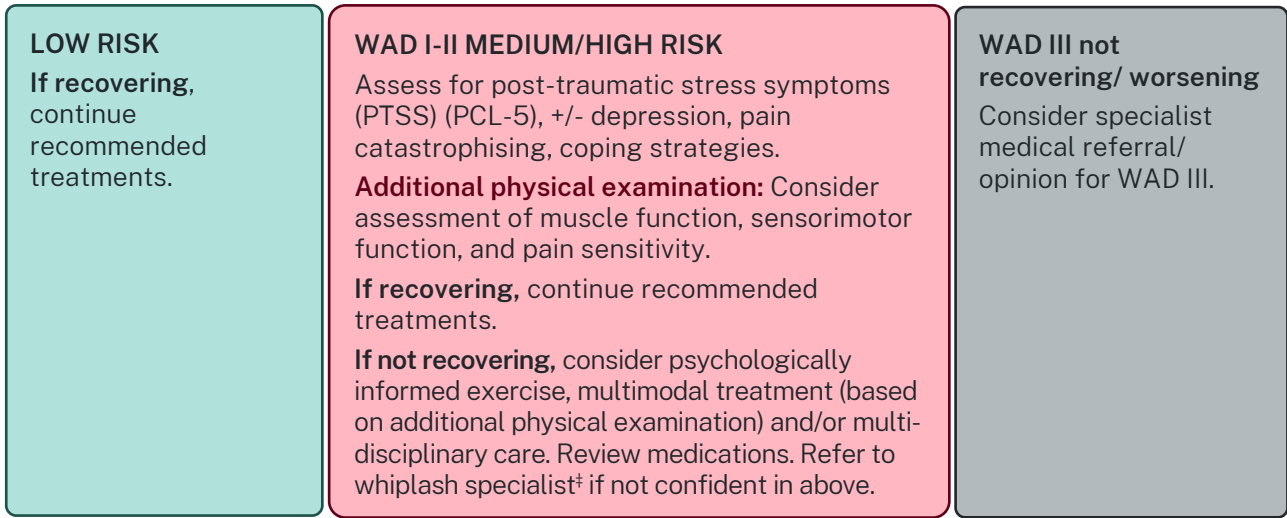 LOW RISK
If recovering,
continue
recommended
treatments.
WAD I-II MEDIUM/HIGH RISK
Assess for post-traumatic stress symptoms
(PTSS) (PCL-5), +/- depression, pain
catastrophising, coping strategies.
Additional physical examination: Consider
assessment of muscle function, sensorimotor
function, and pain sensitivity.
If recovering, continue recommended
treatments.
If not recovering, consider psychologically
informed exercise, multimodal treatment (based
on additional physical examination) and/or multi-
disciplinary care. Review medications. Refer to
whiplash specialist‡ if not confident in above.
WAD III not
recovering/ worsening
Consider specialist
medical referral/
opinion for WAD III.